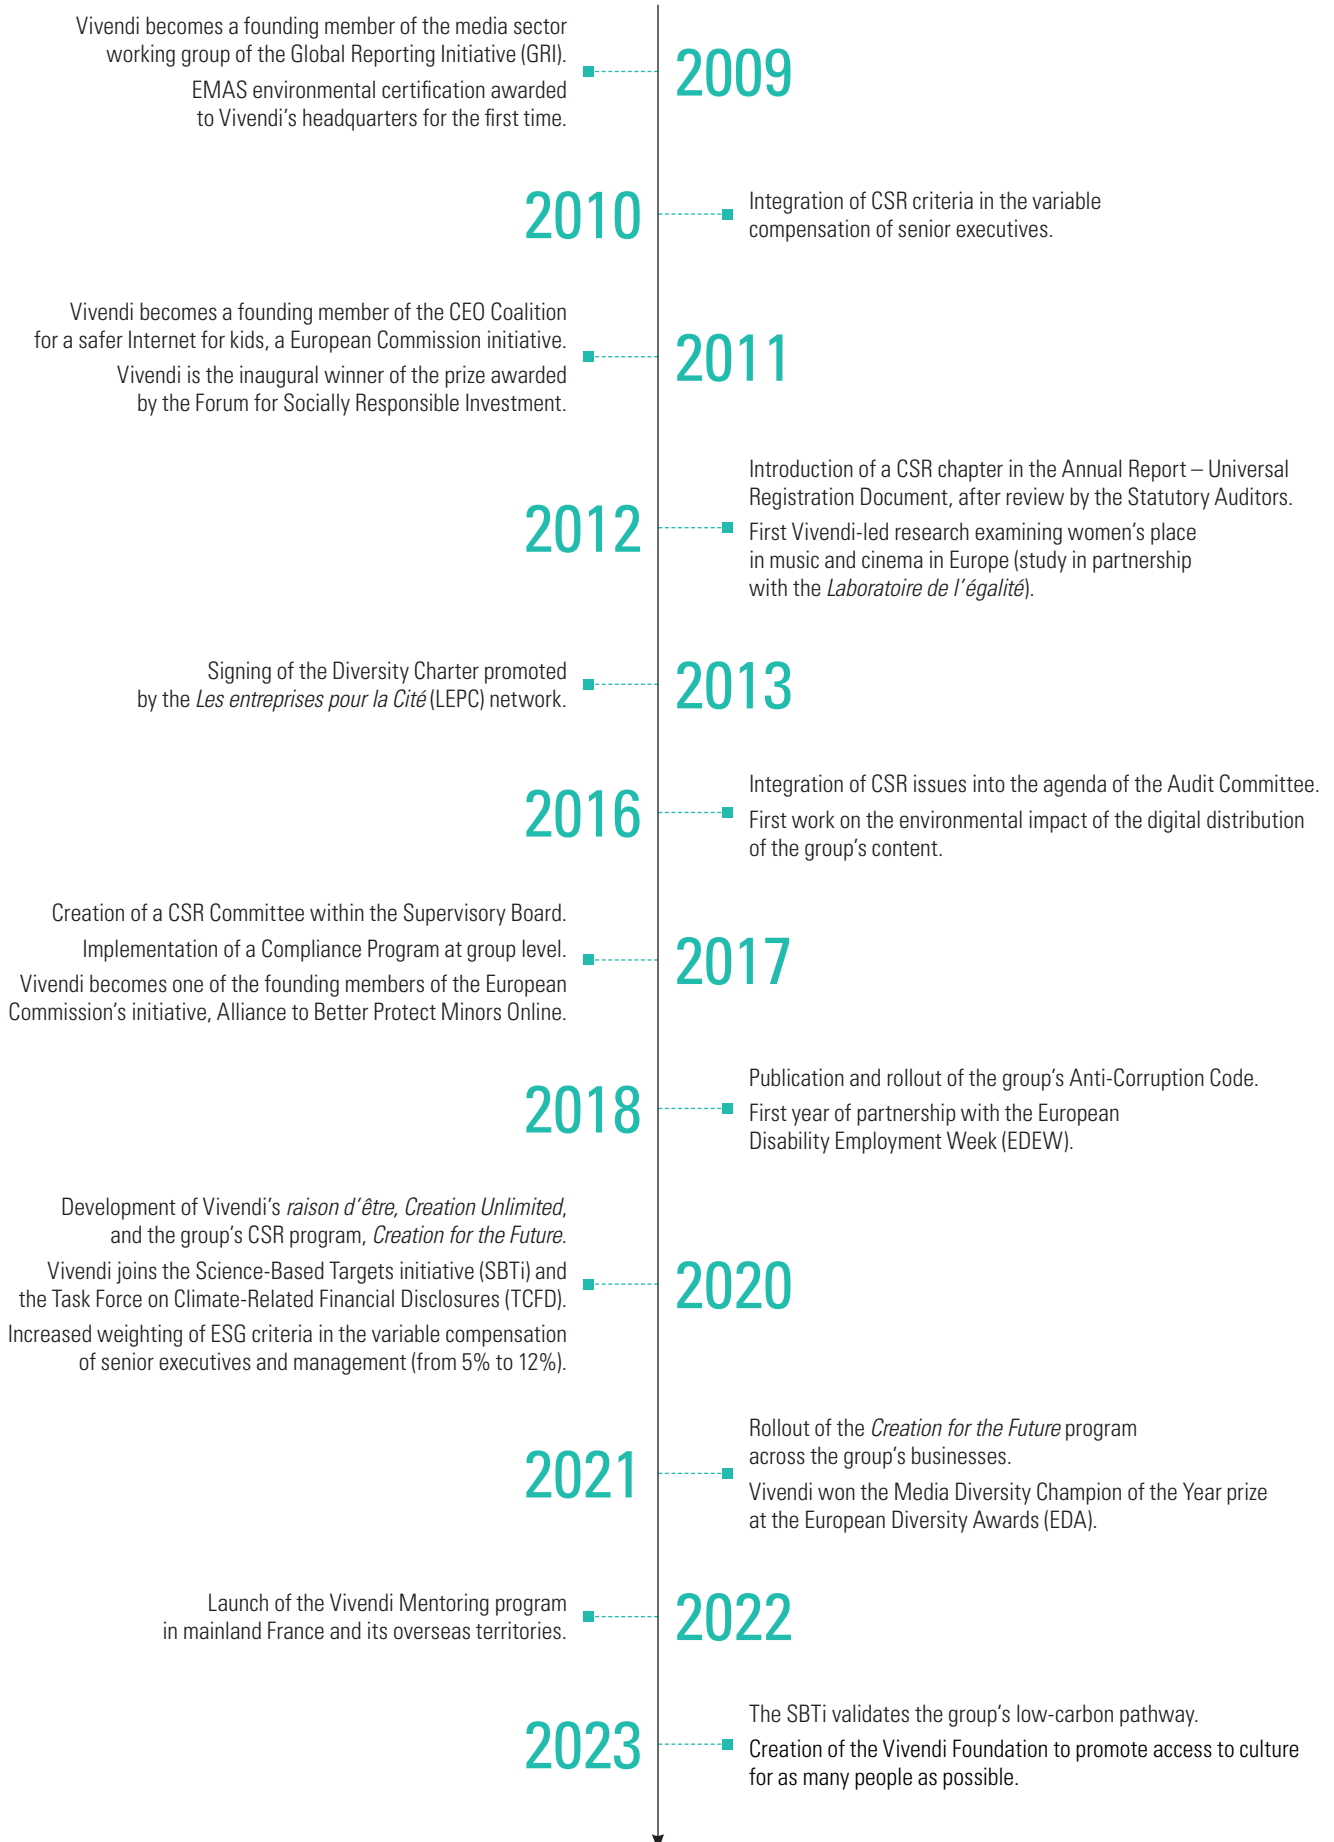 Vivendi becomes a founding member of the media sector
working group of the Global Reporting Initiative (GRI).
EMAS environmental certification awarded
to Vivendi's headquarters for the first time.
2009
2010
Integration of CSR criteria in the variable
compensation of senior executives.
Vivendi becomes a founding member of the CEO Coalition
for a safer Internet for kids, a European Commission initiative.
Vivendi is the inaugural winner of the prize awarded
by the Forum for Socially Responsible Investment.
2011
2012
Introduction of a CSR chapter in the Annual Report – Universal
Registration Document, after review by the Statutory Auditors.
First Vivendi-led research examining women's place
in music and cinema in Europe (study in partnership
with the Laboratoire de l'égalité).
Signing of the Diversity Charter promoted
by the Les entreprises pour la Cité (LEPC) network.
2013
2016
Integration of CSR issues into the agenda of the Audit Committee.
First work on the environmental impact of the digital distribution
of the group's content.
Creation of a CSR Committee within the Supervisory Board.
Implementation of a Compliance Program at group level.
Vivendi becomes one of the founding members of the European
Commission's initiative, Alliance to Better Protect Minors Online.
2017
2018
Publication and rollout of the group's Anti-Corruption Code.
First year of partnership with the European
Disability Employment Week (EDEW).
Development of Vivendi's raison d'être, Creation Unlimited,
and the group's CSR program, Creation for the Future.
Vivendi joins the Science-Based Targets initiative (SBTi) and
the Task Force on Climate-Related Financial Disclosures (TCFD).
Increased weighting of ESG criteria in the variable compensation
of senior executives and management (from 5% to 12%).
2020
2021
Rollout of the Creation for the Future program
across the group's businesses.
Vivendi won the Media Diversity Champion of the Year prize
at the European Diversity Awards (EDA).
Launch of the Vivendi Mentoring program
in mainland France and its overseas territories.
2022
2023
The SBTi validates the group's low-carbon pathway.
Creation of the Vivendi Foundation to promote access to culture
for as many people as possible.